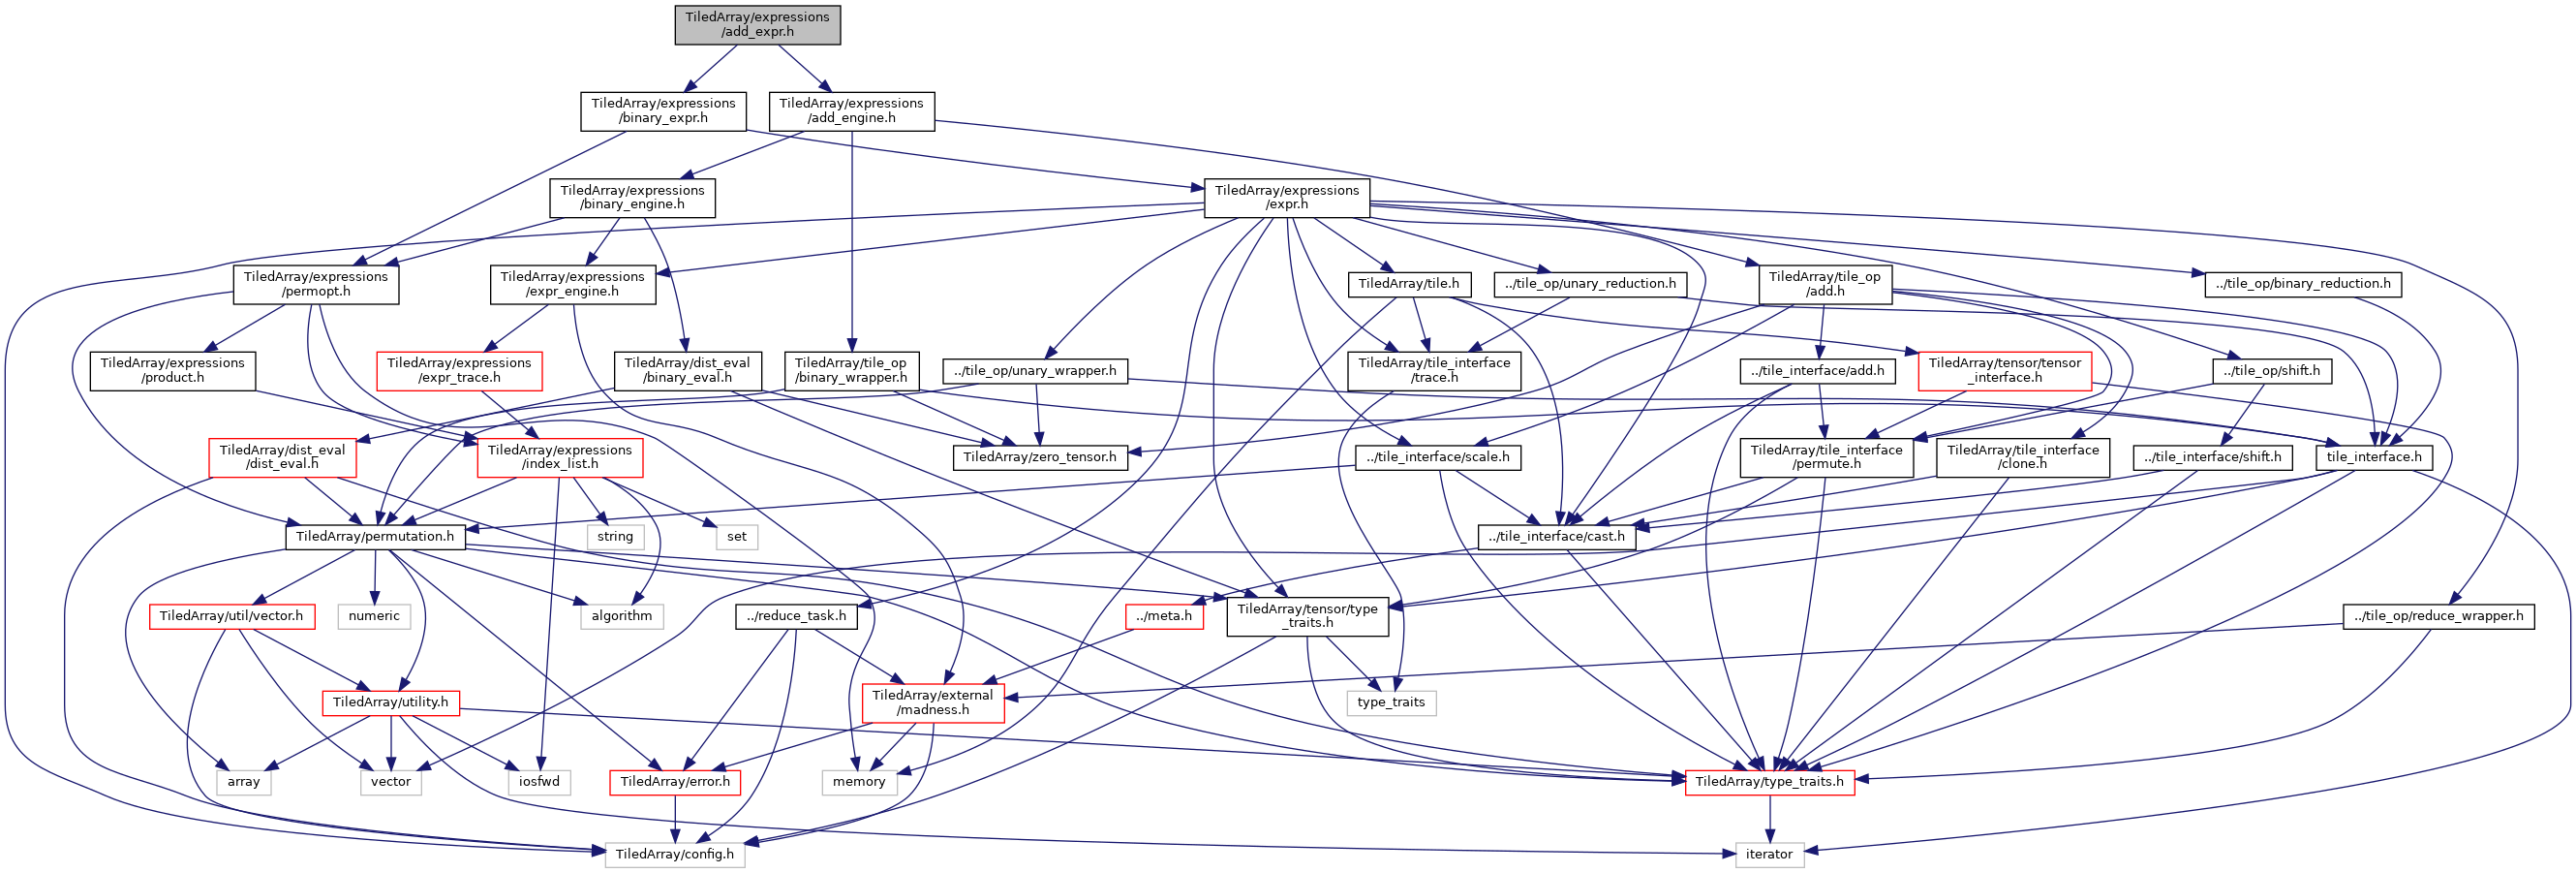 TiledArray/expressions
/add_expr.h
TiledArray/expressions
/binary_expr.h
TiledArray/expressions
/add_engine.h
TiledArray/expressions
/binary_engine.h
TiledArray/expressions
/expr.h
TiledArray/expressions
/permopt.h
TiledArray/expressions
/expr_engine.h
TiledArray/tile.h
../tile_op/unary_reduction.h
TiledArray/tile_op
/add.h
../tile_op/binary_reduction.h
TiledArray/expressions
/product.h
TiledArray/expressions
/expr_trace.h
TiledArray/dist_eval
/binary_eval.h
TiledArray/tile_op
/binary_wrapper.h
../tile_op/unary_wrapper.h
TiledArray/tile_interface
/trace.h
../tile_interface/add.h
TiledArray/tensor/tensor
_interface.h
../tile_op/shift.h
TiledArray/dist_eval
/dist_eval.h
TiledArray/expressions
/index_list.h
TiledArray/zero_tensor.h
../tile_interface/scale.h
TiledArray/tile_interface
/permute.h
TiledArray/tile_interface
/clone.h
../tile_interface/shift.h
tile_interface.h
TiledArray/permutation.h
string
set
../tile_interface/cast.h
TiledArray/util/vector.h
numeric
algorithm
../reduce_task.h
../meta.h
TiledArray/tensor/type
_traits.h
../tile_op/reduce_wrapper.h
TiledArray/utility.h
TiledArray/external
/madness.h
type_traits
array
vector
iosfwd
TiledArray/error.h
memory
TiledArray/type_traits.h
TiledArray/config.h
iterator